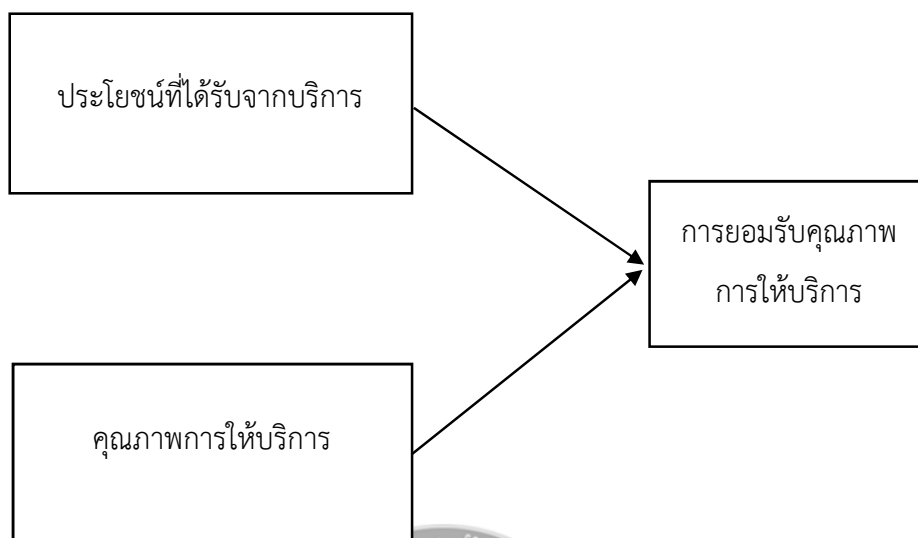 ประโยชน์ที่ได้รับจากบริการ
การยอมรับคุณภาพ
การให้บริการ
คุณภาพการให้บริการ